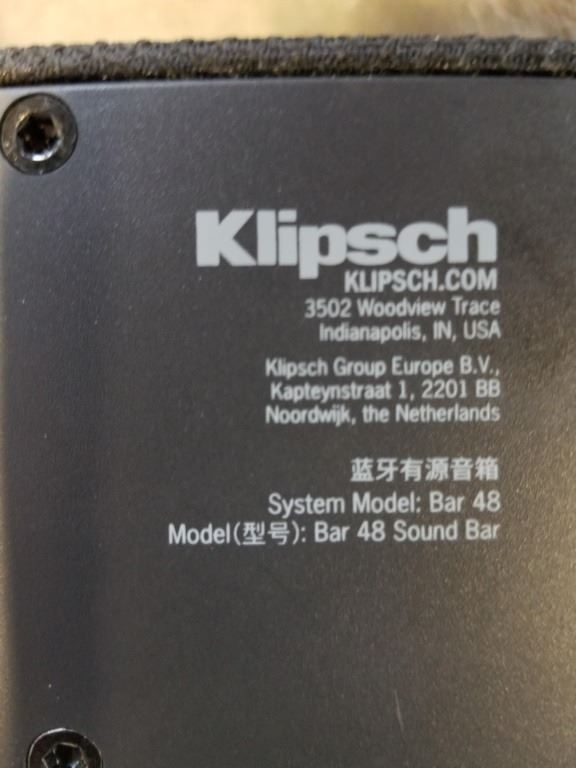 Klipsch
KLIPSCH.COM
3502 Woodview Trace
Indianapolis, IN, USA
Klipsch Group Europe B.V.,
Kapteynstraat 1, 2201 BB
Noordwijk, the Netherlands
蓝牙有源音箱
System Model: Bar 48
Model(型号): Bar 48 Sound Bar